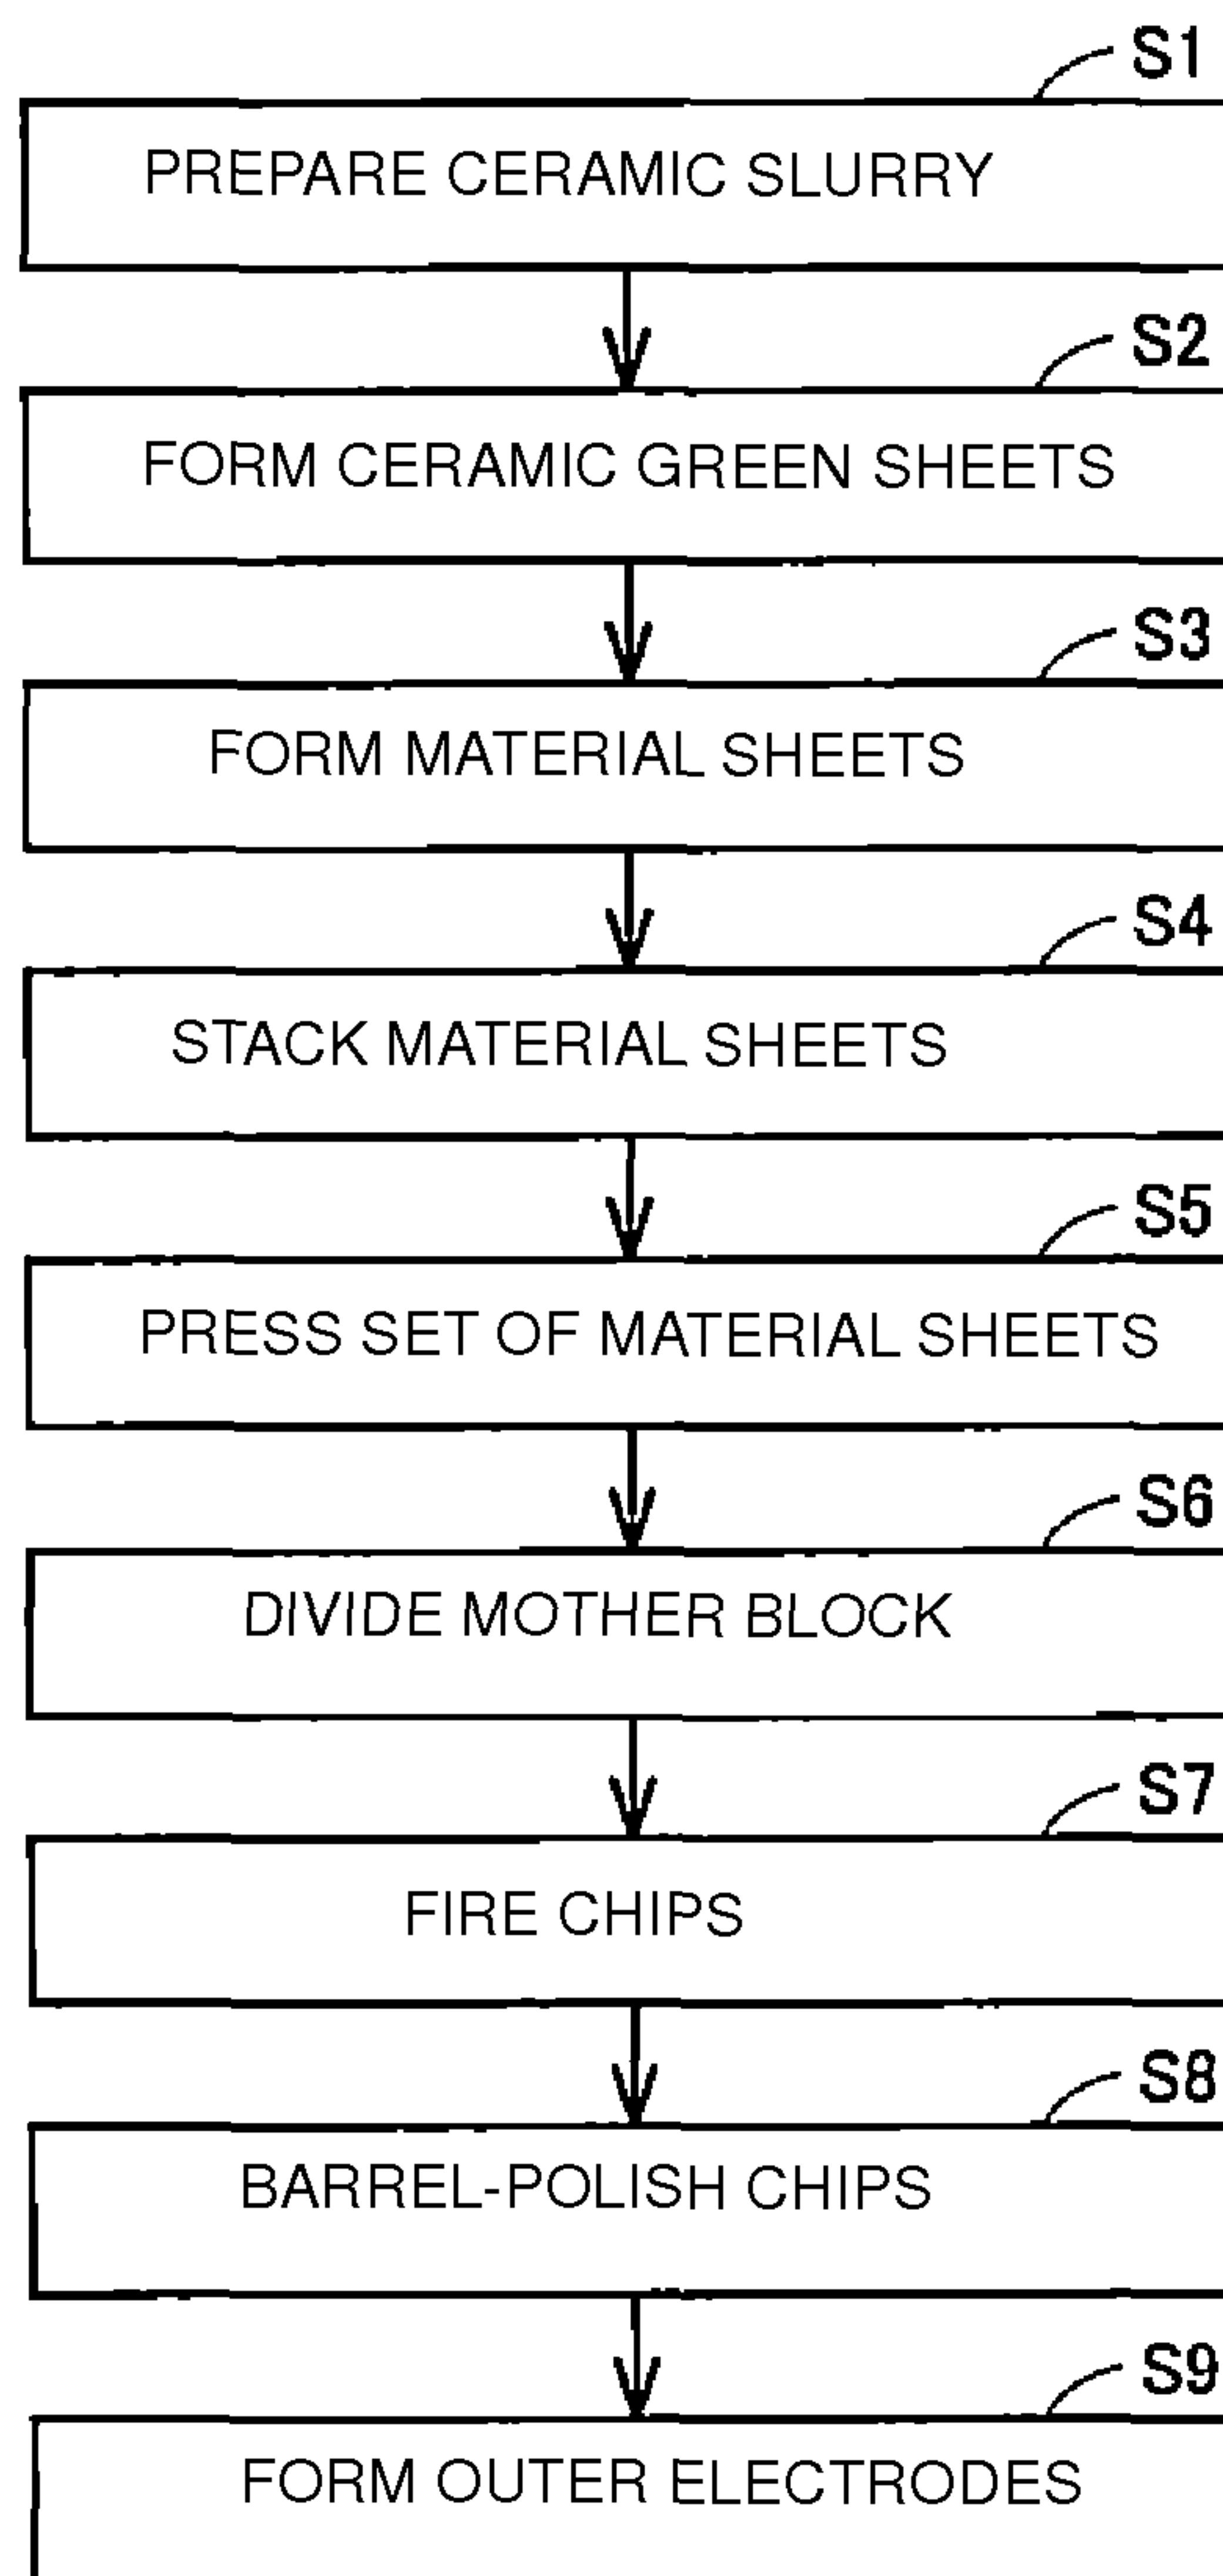 S1
PREPARE CERAMIC SLURRY
S2
FORM CERAMIC GREEN SHEETS
S3
FORM MATERIAL SHEETS
S4
STACK MATERIAL SHEETS
S5
PRESS SET OF MATERIAL SHEETS
S6
DIVIDE MOTHER BLOCK
S7
FIRE CHIPS
S8
BARREL-POLISH CHIPS
S9
FORM OUTER ELECTRODES